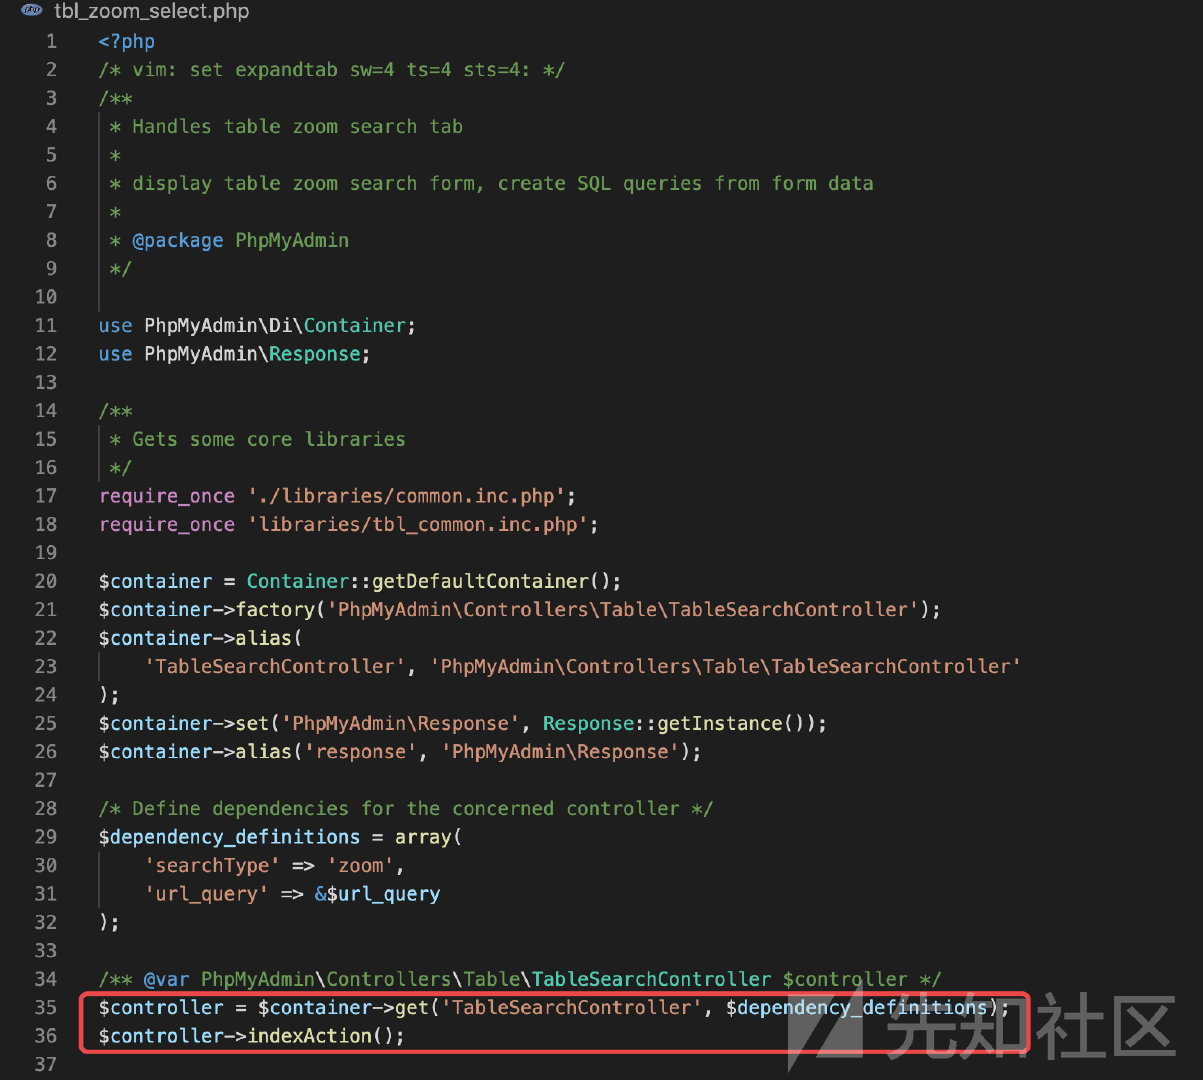 php tbl_zoom_select.php
1 <?php
2 /* vim: set expandtab sw=4 ts=4 sts=4: */
3 /**
4 * Handles table zoom search tab
5 *
6 * display table zoom search form, create SQL queries from form data
7 *
8 * @package PhpMyAdmin
9 */
10
11 use PhpMyAdmin\Di\Container;
12 use PhpMyAdmin\Response;
13
14 /**
15 * Gets some core libraries
16 */
17 require_once './libraries/common.inc.php';
18 require_once 'libraries/tbl_common.inc.php';
19
20 $container = Container::getDefaultContainer();
21 $container->factory('PhpMyAdmin\Controllers\Table\TableSearchController');
22 $container->alias(
23 'TableSearchController', 'PhpMyAdmin\Controllers\Table\TableSearchController'
24 );
25 $container->set('PhpMyAdmin\Response', Response::getInstance());
26 $container->alias('response', 'PhpMyAdmin\Response');
27
28 /* Define dependencies for the concerned controller */
29 $dependency_definitions = array(
30 'searchType' => 'zoom',
31 'url_query' => &$url_query
32 );
33
34 /** @var PhpMyAdmin\Controllers\Table\TableSearchController $controller */
35 $controller = $container->get('TableSearchController', $dependency_definitions);
36 $controller->indexAction();
37
先知社区